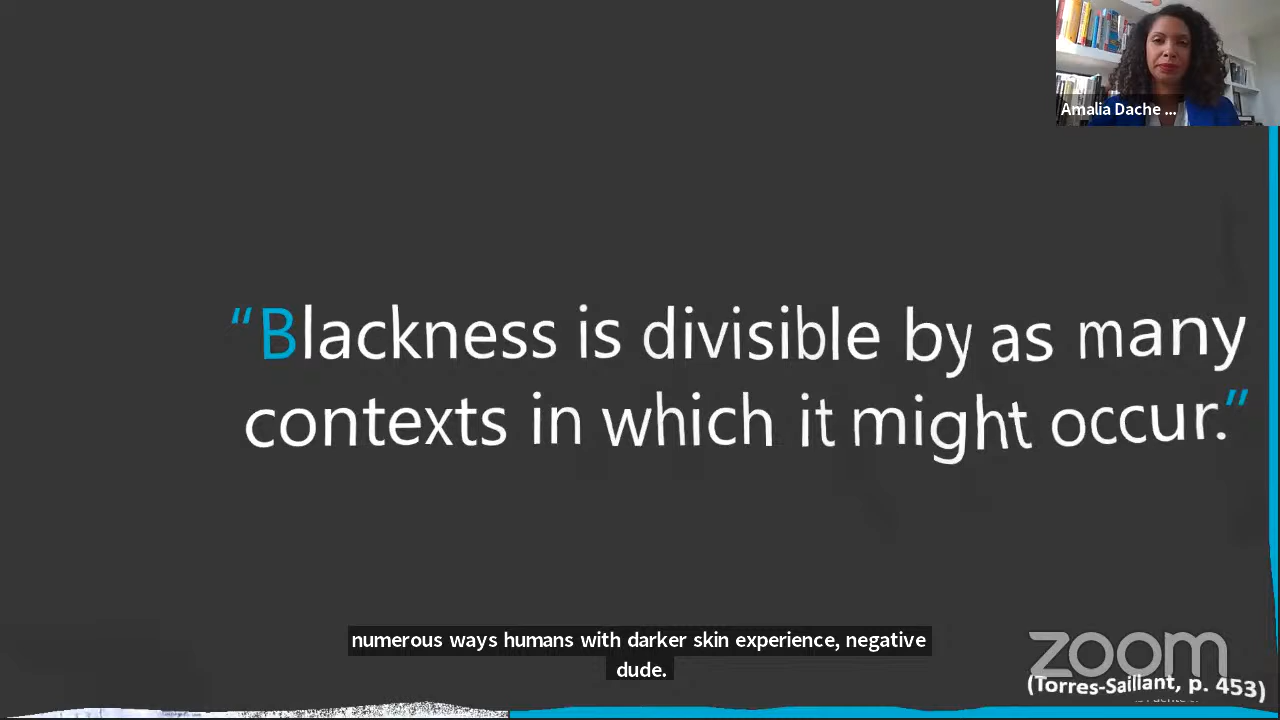 Amalia Dache ...
“Blackness is divisible by as many
contexts in which it might occur.”
numerous ways humans with darker skin experience, negative
dude.
zoom
(Torres-Saillant, p. 453)